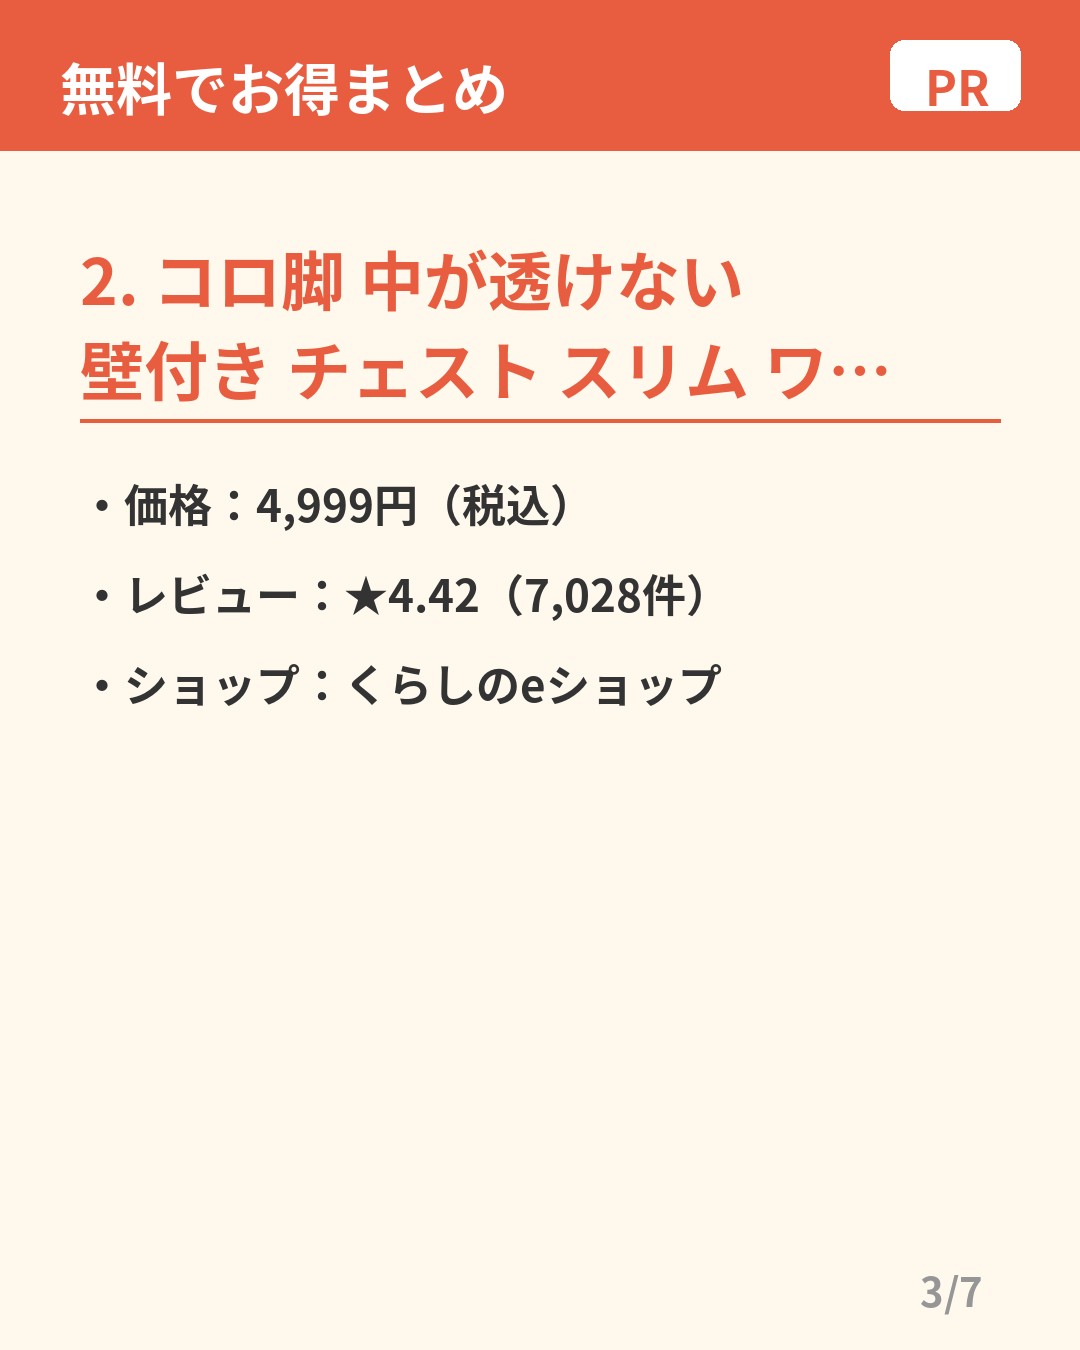 無料でお得まとめ
PR
2. コロ脚 中が透けない
壁付き チェスト スリム ワ…
・価格：4,999円（税込）
・レビュー：★4.42（7,028件）
・ショップ：くらしのeショップ
3/7